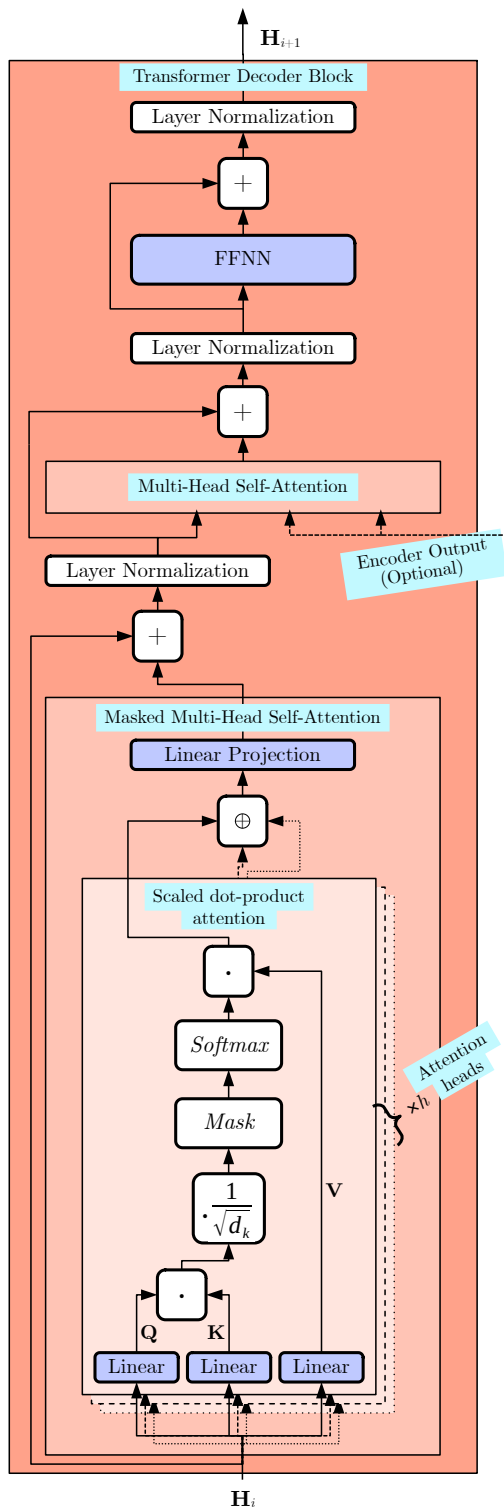 H_{i+1}
Transformer Decoder Block
Layer Normalization
+
FFNN
Layer Normalization
+
Multi-Head Self-Attention
Encoder Output
(Optional)
Layer Normalization
+
Masked Multi-Head Self-Attention
Linear Projection
⊕
Scaled dot-product
attention
·
Softmax
Attention
heads
×h
}
Mask
V
· 1/√d_k
·
Q K
Linear Linear Linear
H_i